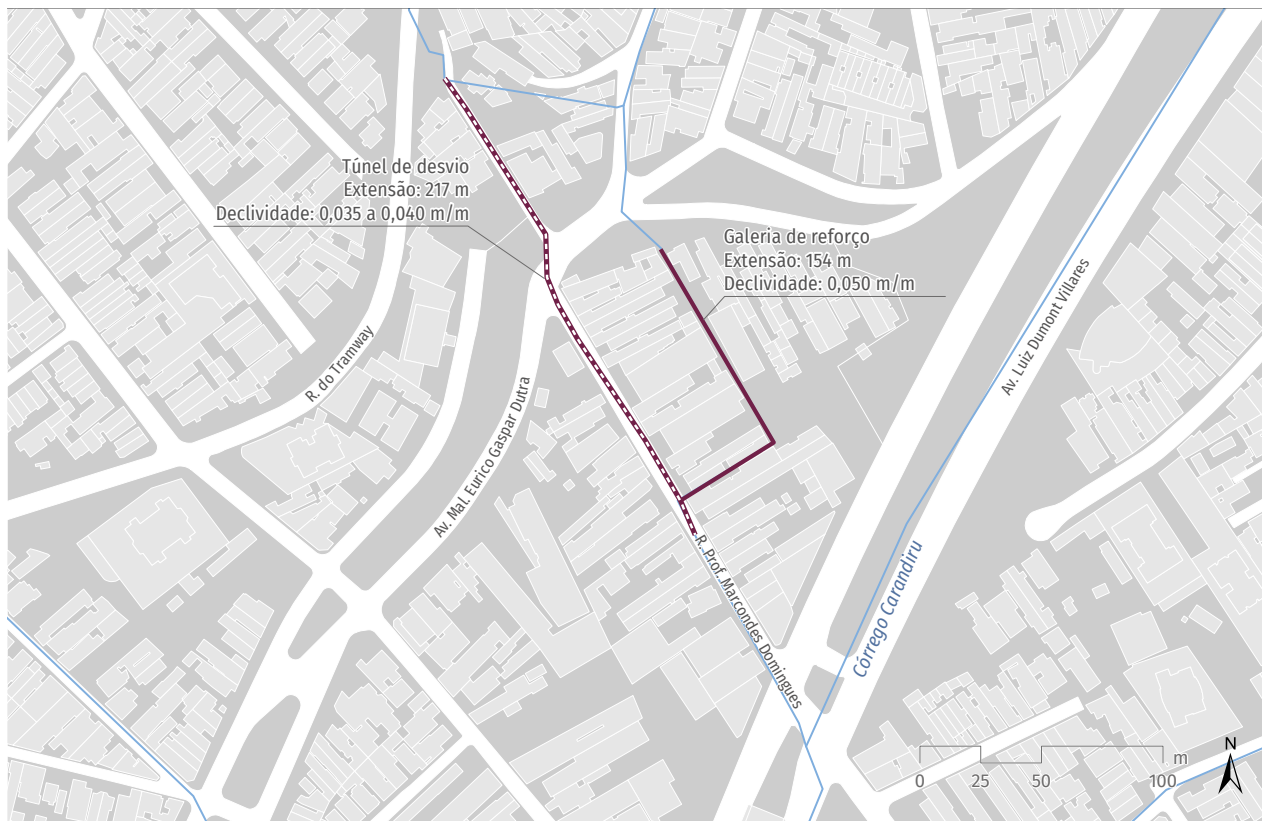 Túnel de desvio
Extensão: 217 m
Declividade: 0,035 a 0,040 m/m
Galeria de reforço
Extensão: 154 m
Declividade: 0,050 m/m
R. do Tramway
Av. Mal. Eurico Gaspar Dutra
Av. Luiz Dumont Villares
R. Prof. Marcondes Domingues
Córrego Carandiru
N
m
0 25 50 100